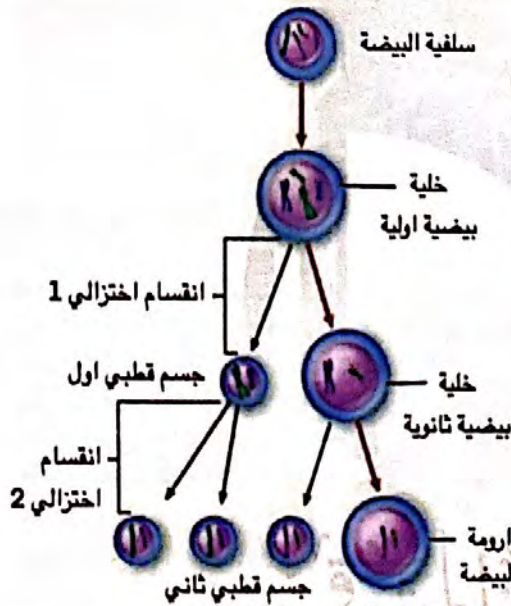 سلفية البيضة
خلية
بيضية اولية
انقسام اختزالي 1
جسم قطبي اول
خلية
بيضية ثانوية
انقسام
اختزالي 2
ارومة
لبيضة
جسم قطبي ثاني